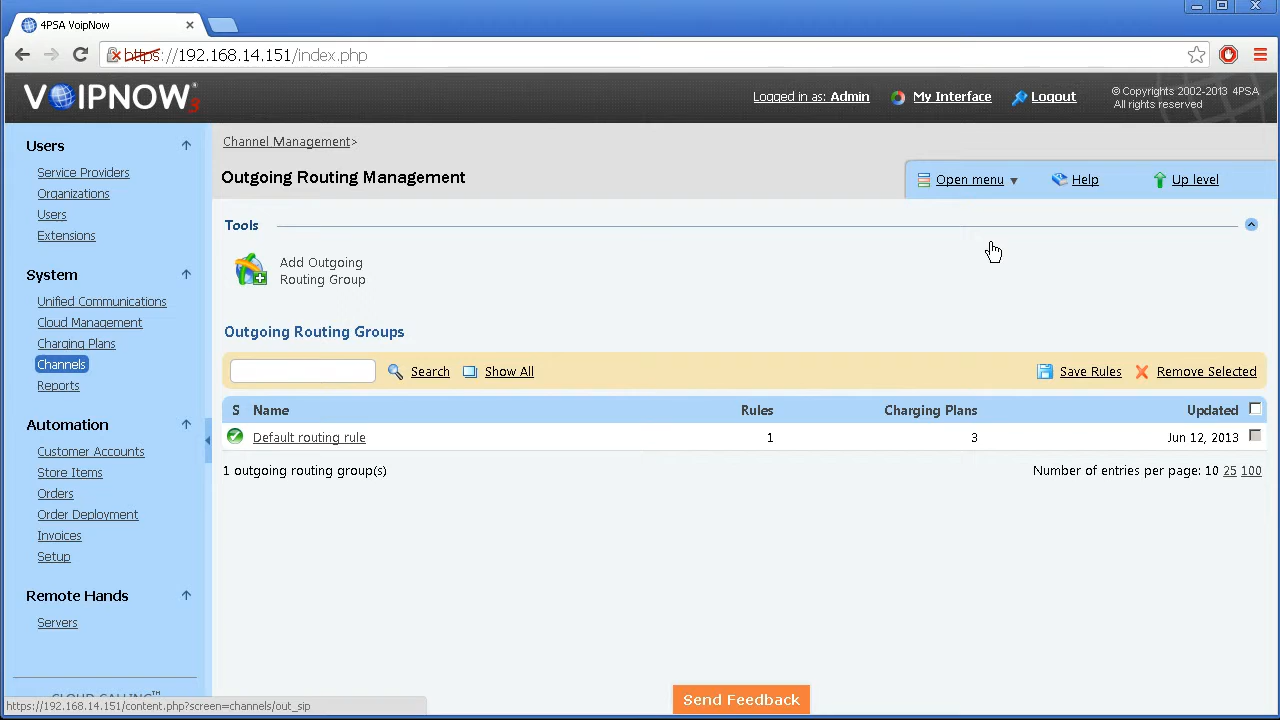 4PSA VoipNow
https://192.168.14.151/index.php
VOIPNOW® 3
Logged in as: Admin
My Interface
Logout
© Copyrights 2002-2013 4PSA
All rights reserved
Users
Service Providers
Organizations
Users
Extensions
System
Unified Communications
Cloud Management
Charging Plans
Channels
Reports
Automation
Customer Accounts
Store Items
Orders
Order Deployment
Invoices
Setup
Remote Hands
Servers
CLOUD CALLING™
Channel Management>
Outgoing Routing Management
Open menu
Help
Up level
Tools
Add Outgoing
Routing Group
Outgoing Routing Groups
Search
Show All
Save Rules
Remove Selected
S Name Rules Charging Plans Updated
Default routing rule 1 3 Jun 12, 2013
1 outgoing routing group(s)
Number of entries per page: 10 25 100
Send Feedback
https://192.168.14.151/content.php?screen=channels/out_sip